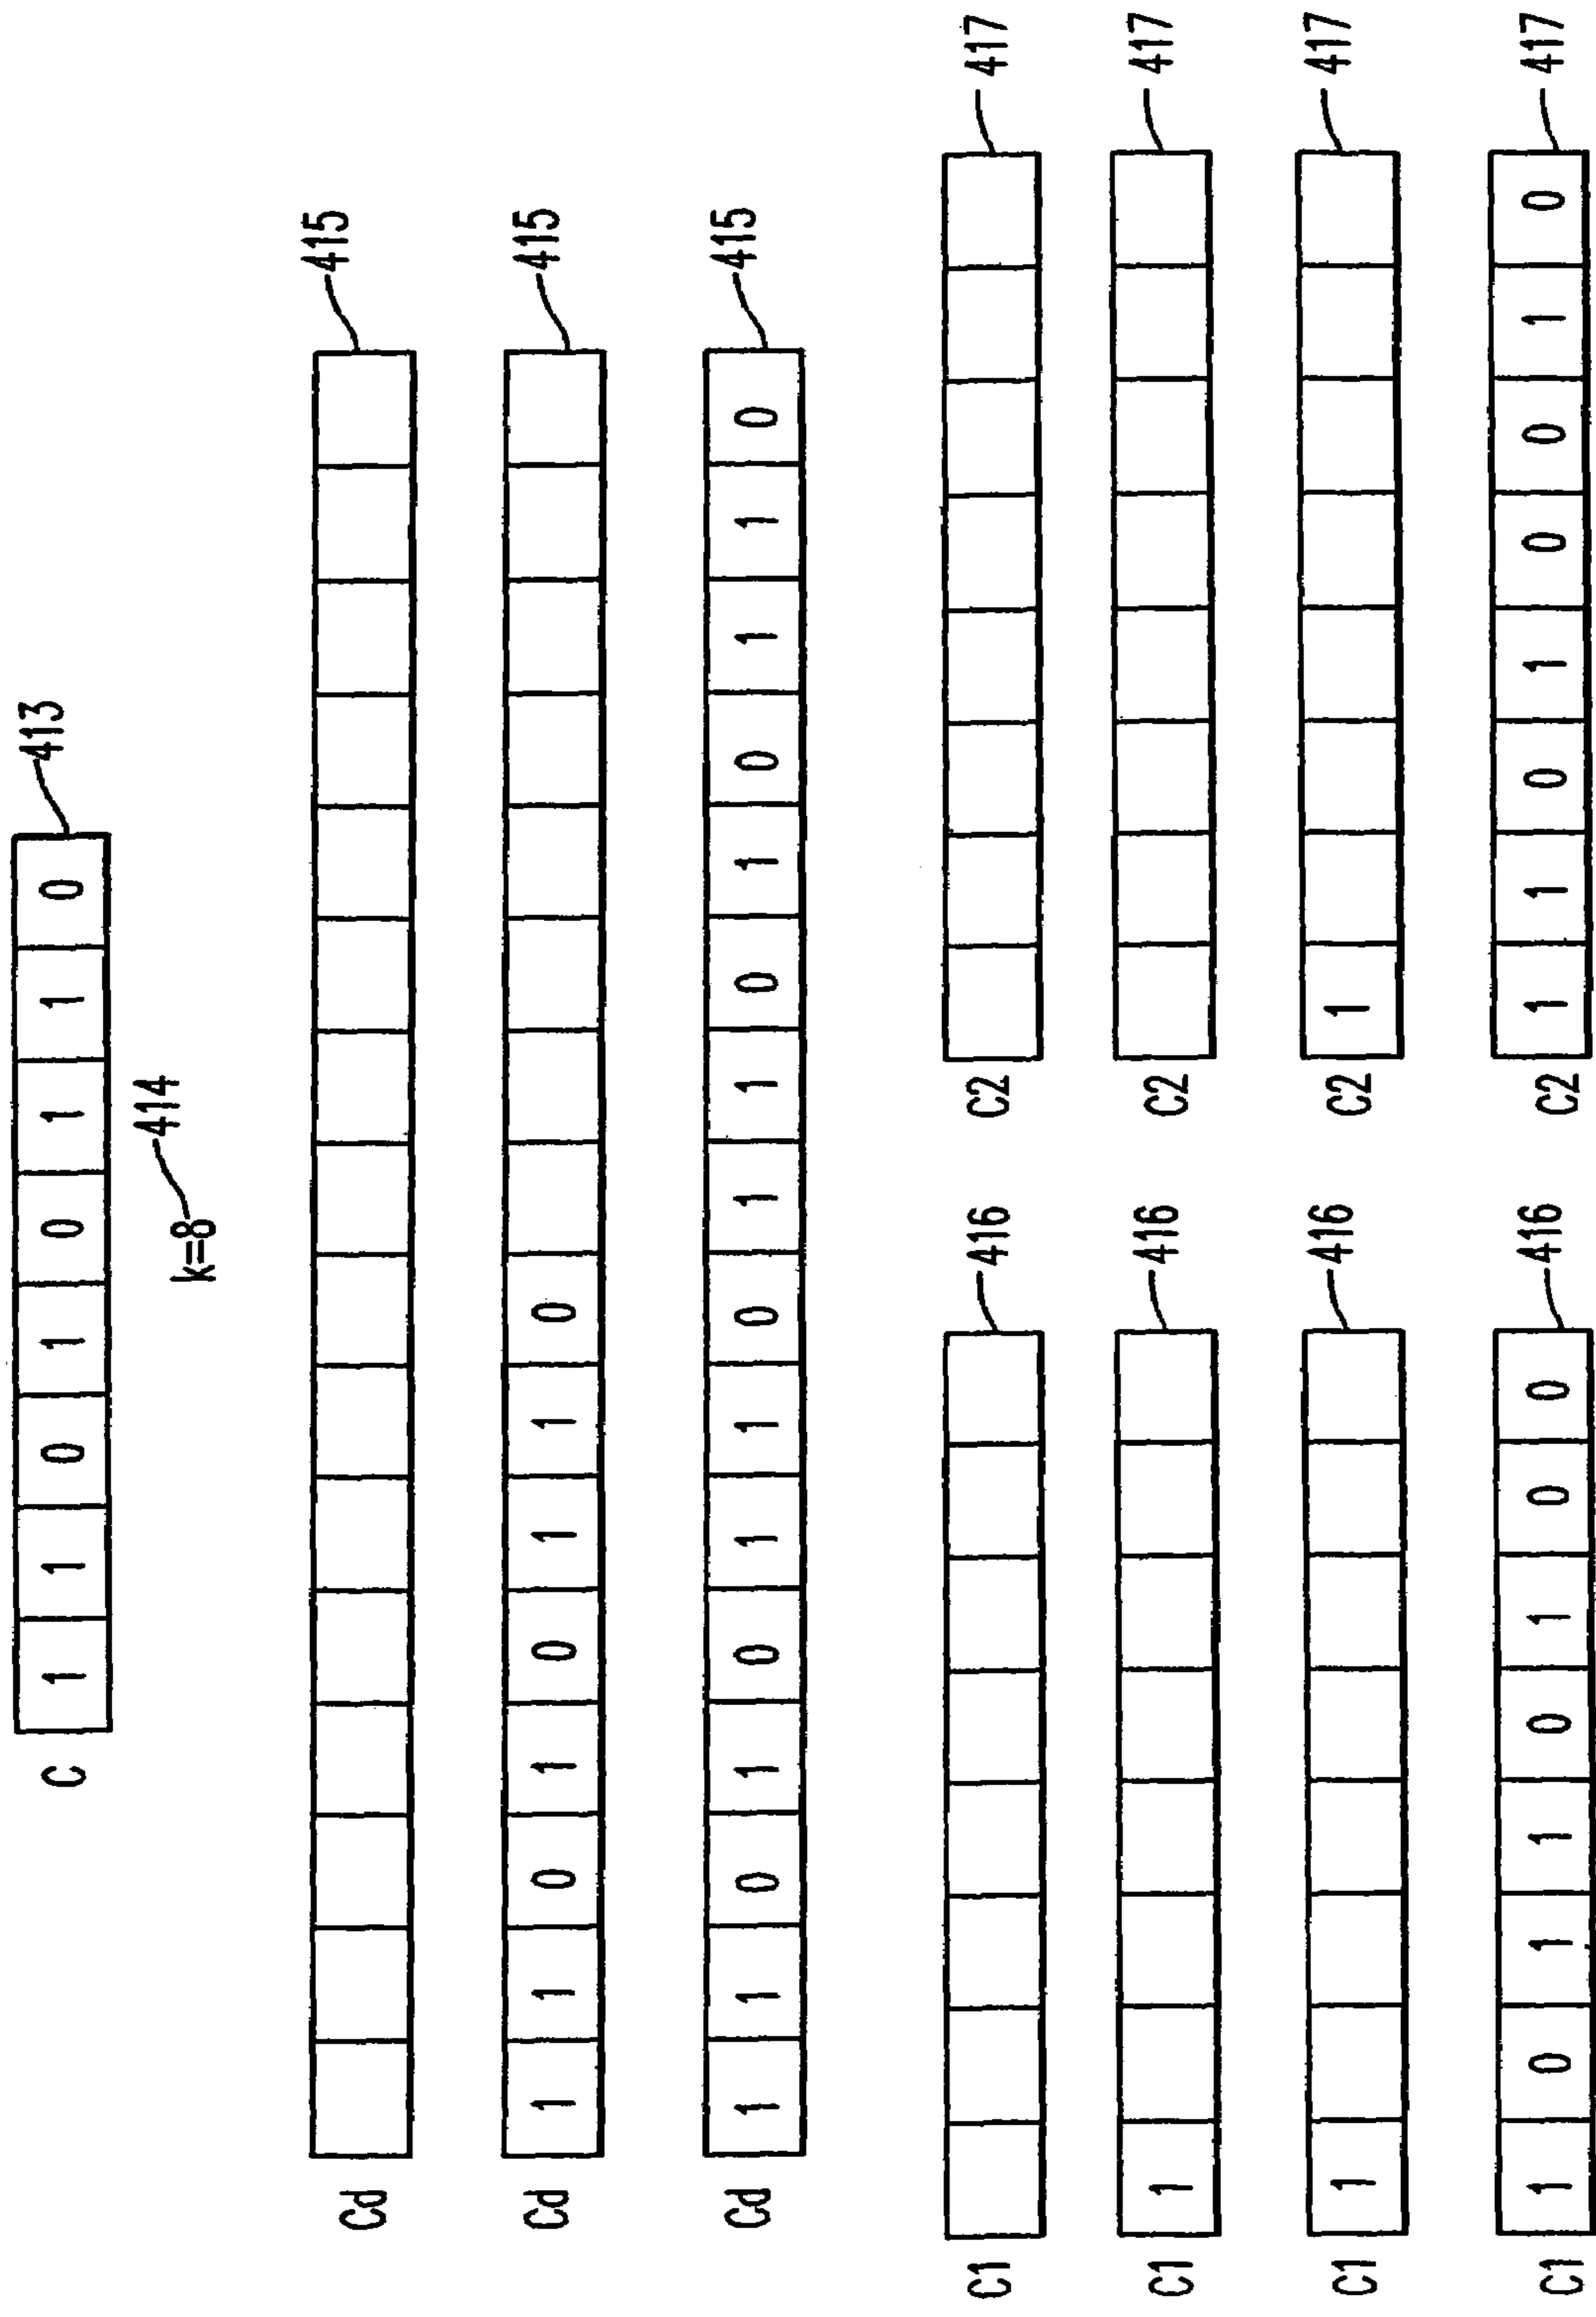 C 1 1 0 1 0 1 1 0 413
k=8 414
Cd 415
Cd 1 1 0 1 0 1 1 0 415
Cd 1 1 0 1 0 1 1 0 1 1 0 1 0 1 1 0 415
C1 416 C2 417
C1 1 416 C2 417
C1 1 416 C2 1 417
C1 1 0 1 1 0 1 0 0 416 C2 1 1 0 1 0 0 1 0 417